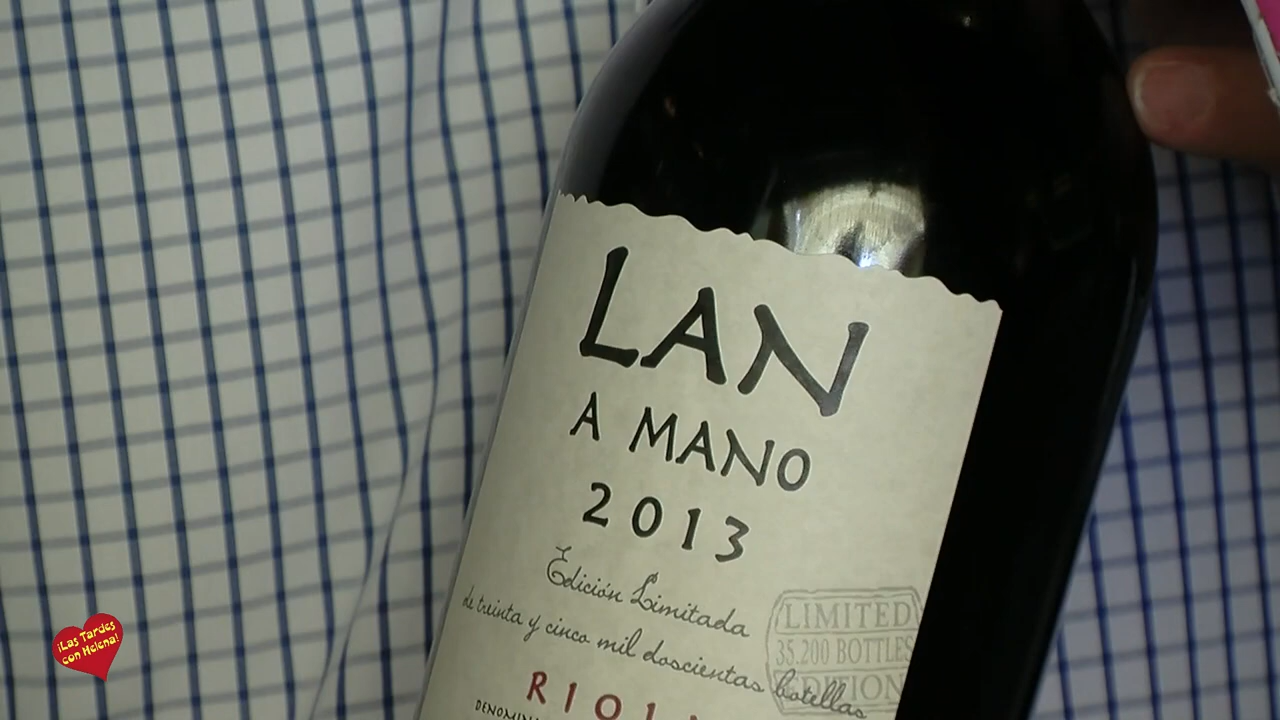 LAN
A MANO
2013
Edición Limitada
de treinta y cinco mil doscientas botellas
LIMITED
35.200 BOTTLES
EDITION
¡Las Tardes
con Helena!